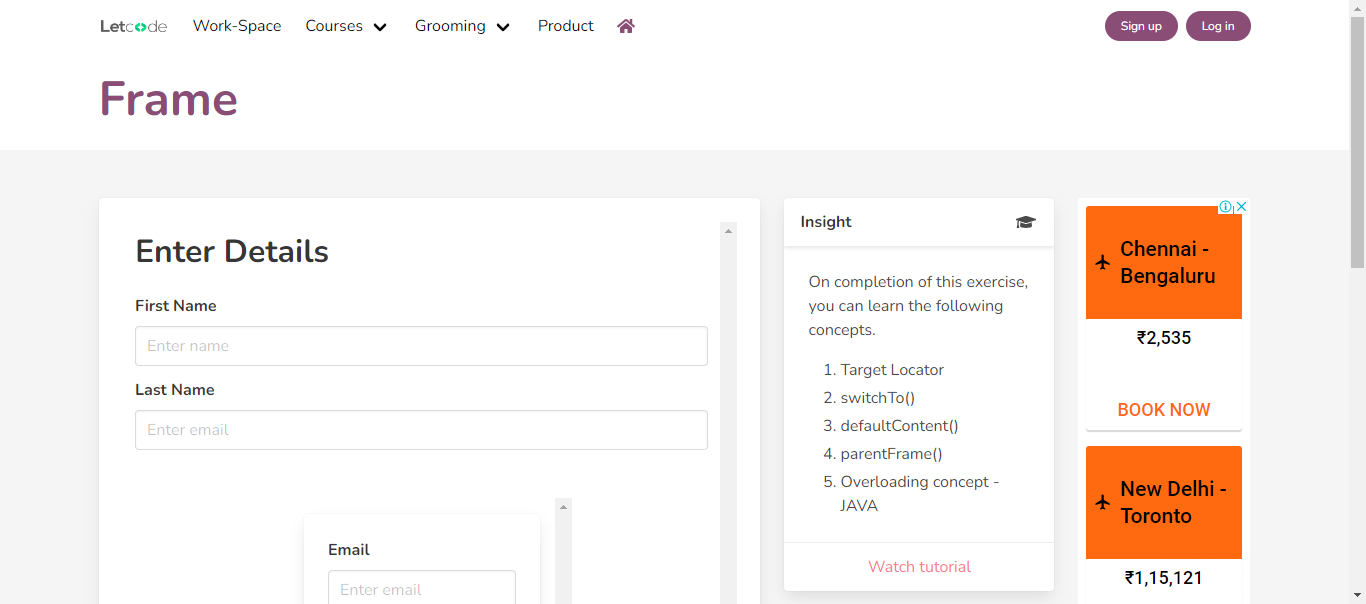 Letcode Work-Space Courses Grooming Product Sign up Log in
Frame
Enter Details
First Name
Enter name
Last Name
Enter email
Email
Enter email
Insight
On completion of this exercise,
you can learn the following
concepts.
1. Target Locator
2. switchTo()
3. defaultContent()
4. parentFrame()
5. Overloading concept -
JAVA
Watch tutorial
Chennai -
Bengaluru
₹2,535
BOOK NOW
New Delhi -
Toronto
₹1,15,121